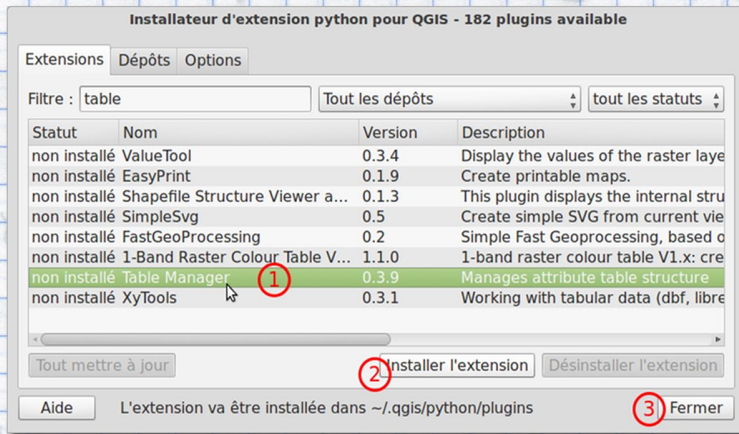 Installateur d'extension python pour QGIS - 182 plugins available
Extensions Dépôts Options
Filtre : table Tout les dépôts tout les statuts
Statut Nom Version Description
non installé ValueTool 0.3.4 Display the values of the raster laye
non installé EasyPrint 0.1.9 Create printable maps.
non installé Shapefile Structure Viewer a... 0.1.3 This plugin displays the internal stru
non installé SimpleSvg 0.5 Create simple SVG from current vie
non installé FastGeoProcessing 0.2 Simple Fast Geoprocessing, based o
non installé 1-Band Raster Colour Table V... 1.1.0 1-band raster colour table V1.x: cre
non installé Table Manager 1 0.3.9 Manages attribute table structure
non installé XyTools 0.3.1 Working with tabular data (dbf, libre
Tout mettre à jour 2 Installer l'extension Désinstaller l'extension
Aide L'extension va être installée dans ~/.qgis/python/plugins 3 Fermer